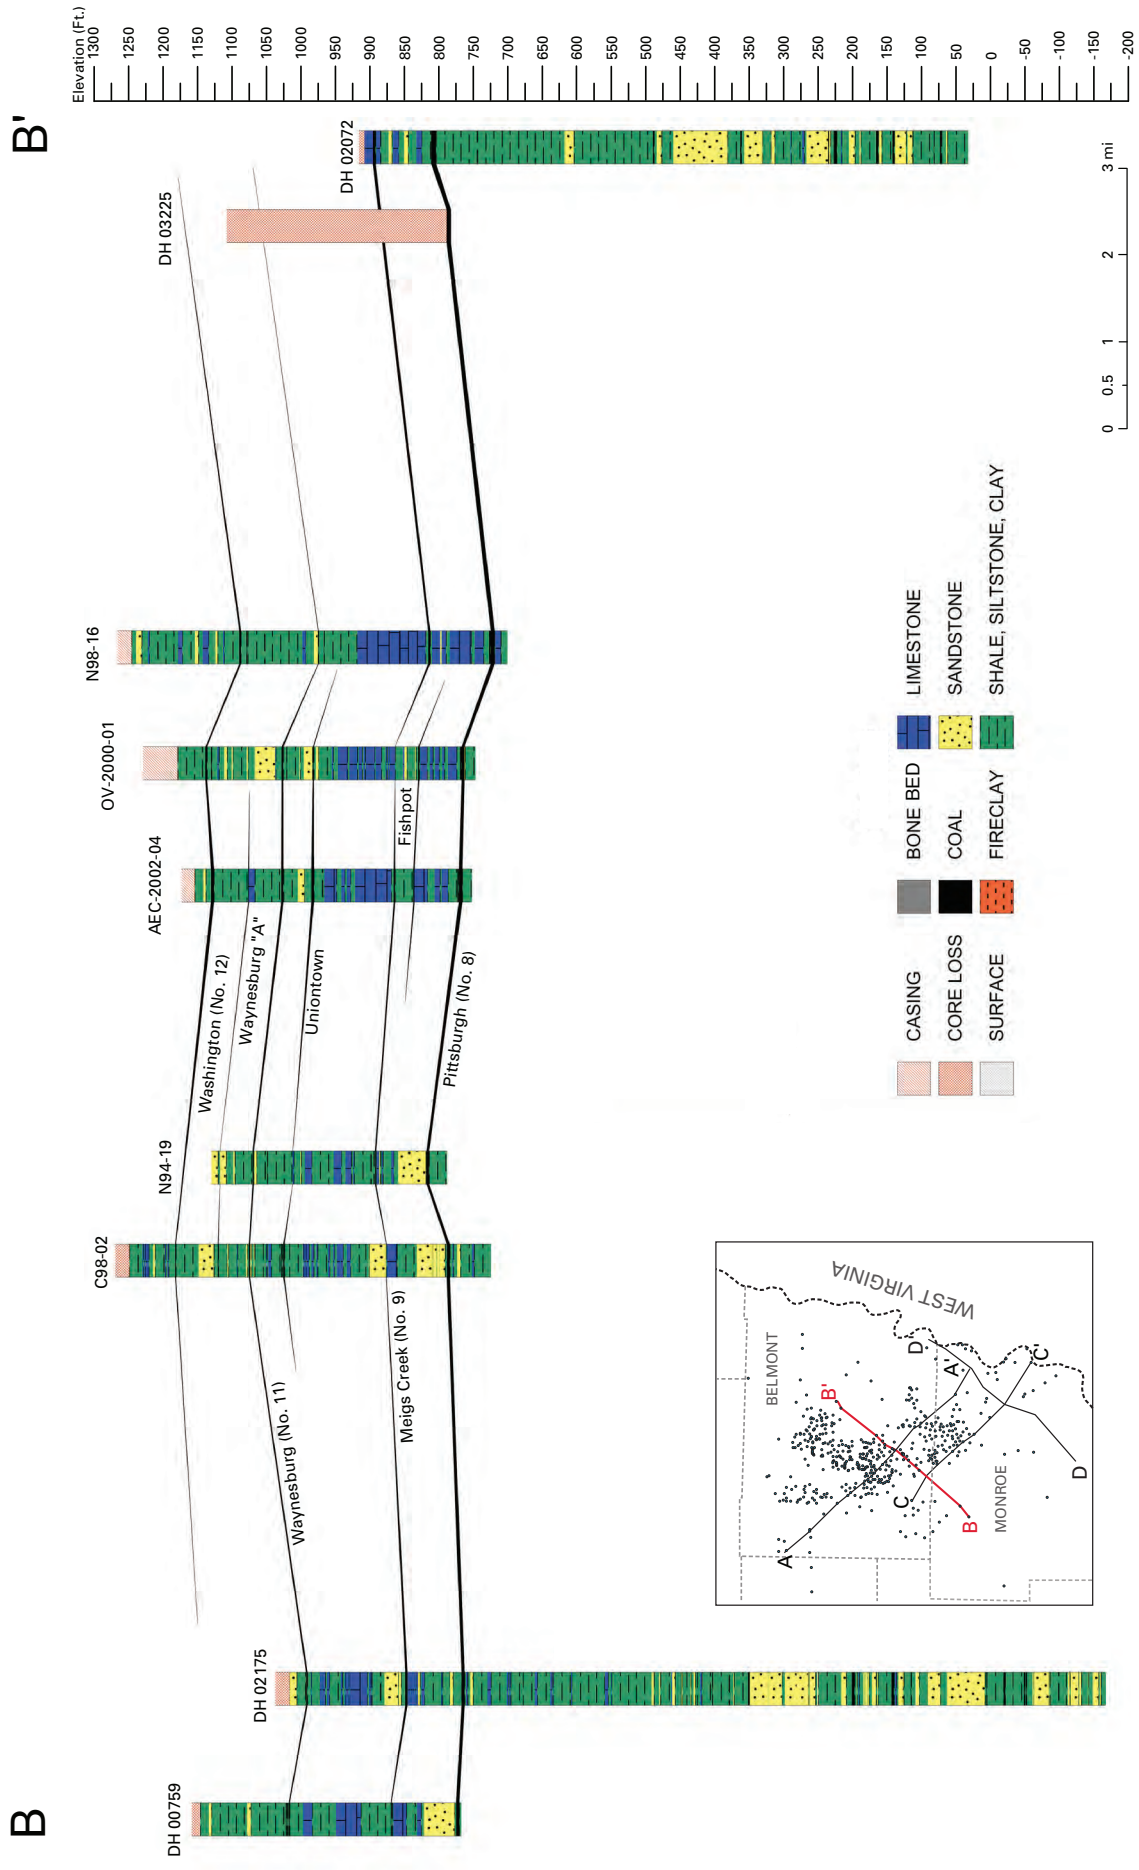 B
B'
DH 00759
DH 02175
C98-02
N94-19
AEC-2002-04
OV-2000-01
N98-16
DH 03225
DH 02072
Elevation (Ft.)
1300
1250
1200
1150
1100
1050
1000
950
900
850
800
750
700
650
600
550
500
450
400
350
300
250
200
150
100
50
0
-50
-100
-150
-200
Washington (No. 12)
Waynesburg "A"
Waynesburg (No. 11)
Uniontown
Meigs Creek (No. 9)
Fishpot
Pittsburgh (No. 8)
CASING
CORE LOSS
SURFACE
BONE BED
COAL
FIRECLAY
LIMESTONE
SANDSTONE
SHALE, SILTSTONE, CLAY
0
0.5
1
2
3 mi
BELMONT
MONROE
WEST VIRGINIA
A
A'
B
B'
C
C'
D
D'